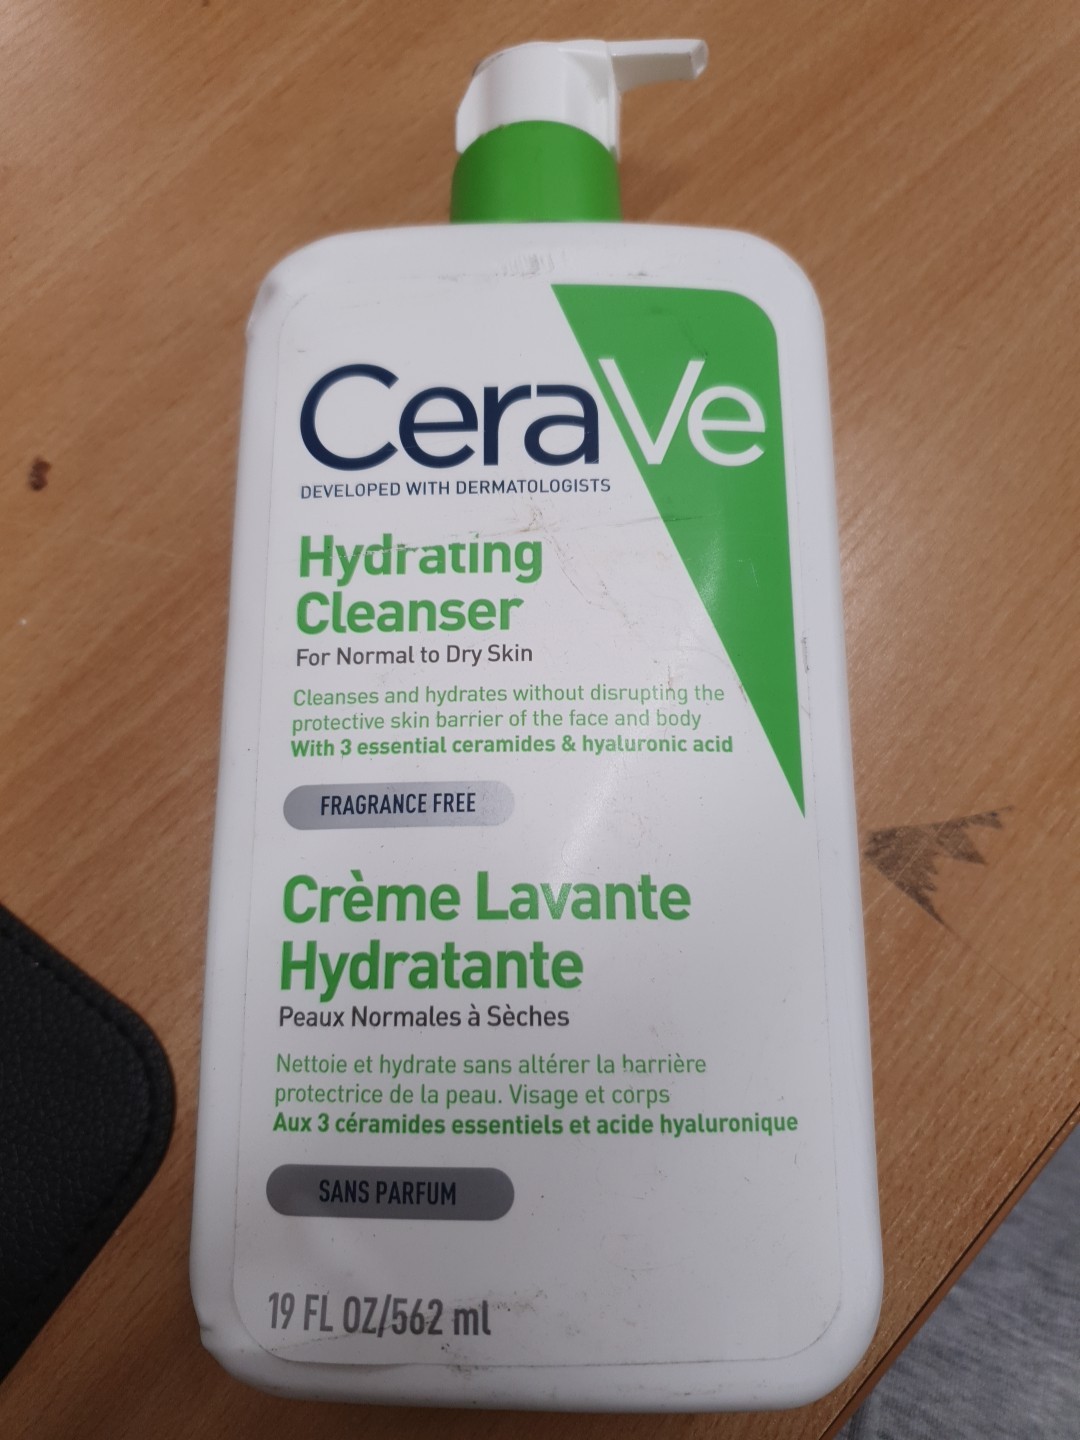 CeraVe
DEVELOPED WITH DERMATOLOGISTS
Hydrating
Cleanser
For Normal to Dry Skin
Cleanses and hydrates without disrupting the
protective skin barrier of the face and body
With 3 essential ceramides & hyaluronic acid
FRAGRANCE FREE
Crème Lavante
Hydratante
Peaux Normales à Sèches
Nettoie et hydrate sans altérer la barrière
protectrice de la peau. Visage et corps
Aux 3 céramides essentiels et acide hyaluronique
SANS PARFUM
19 FL OZ/562 ml